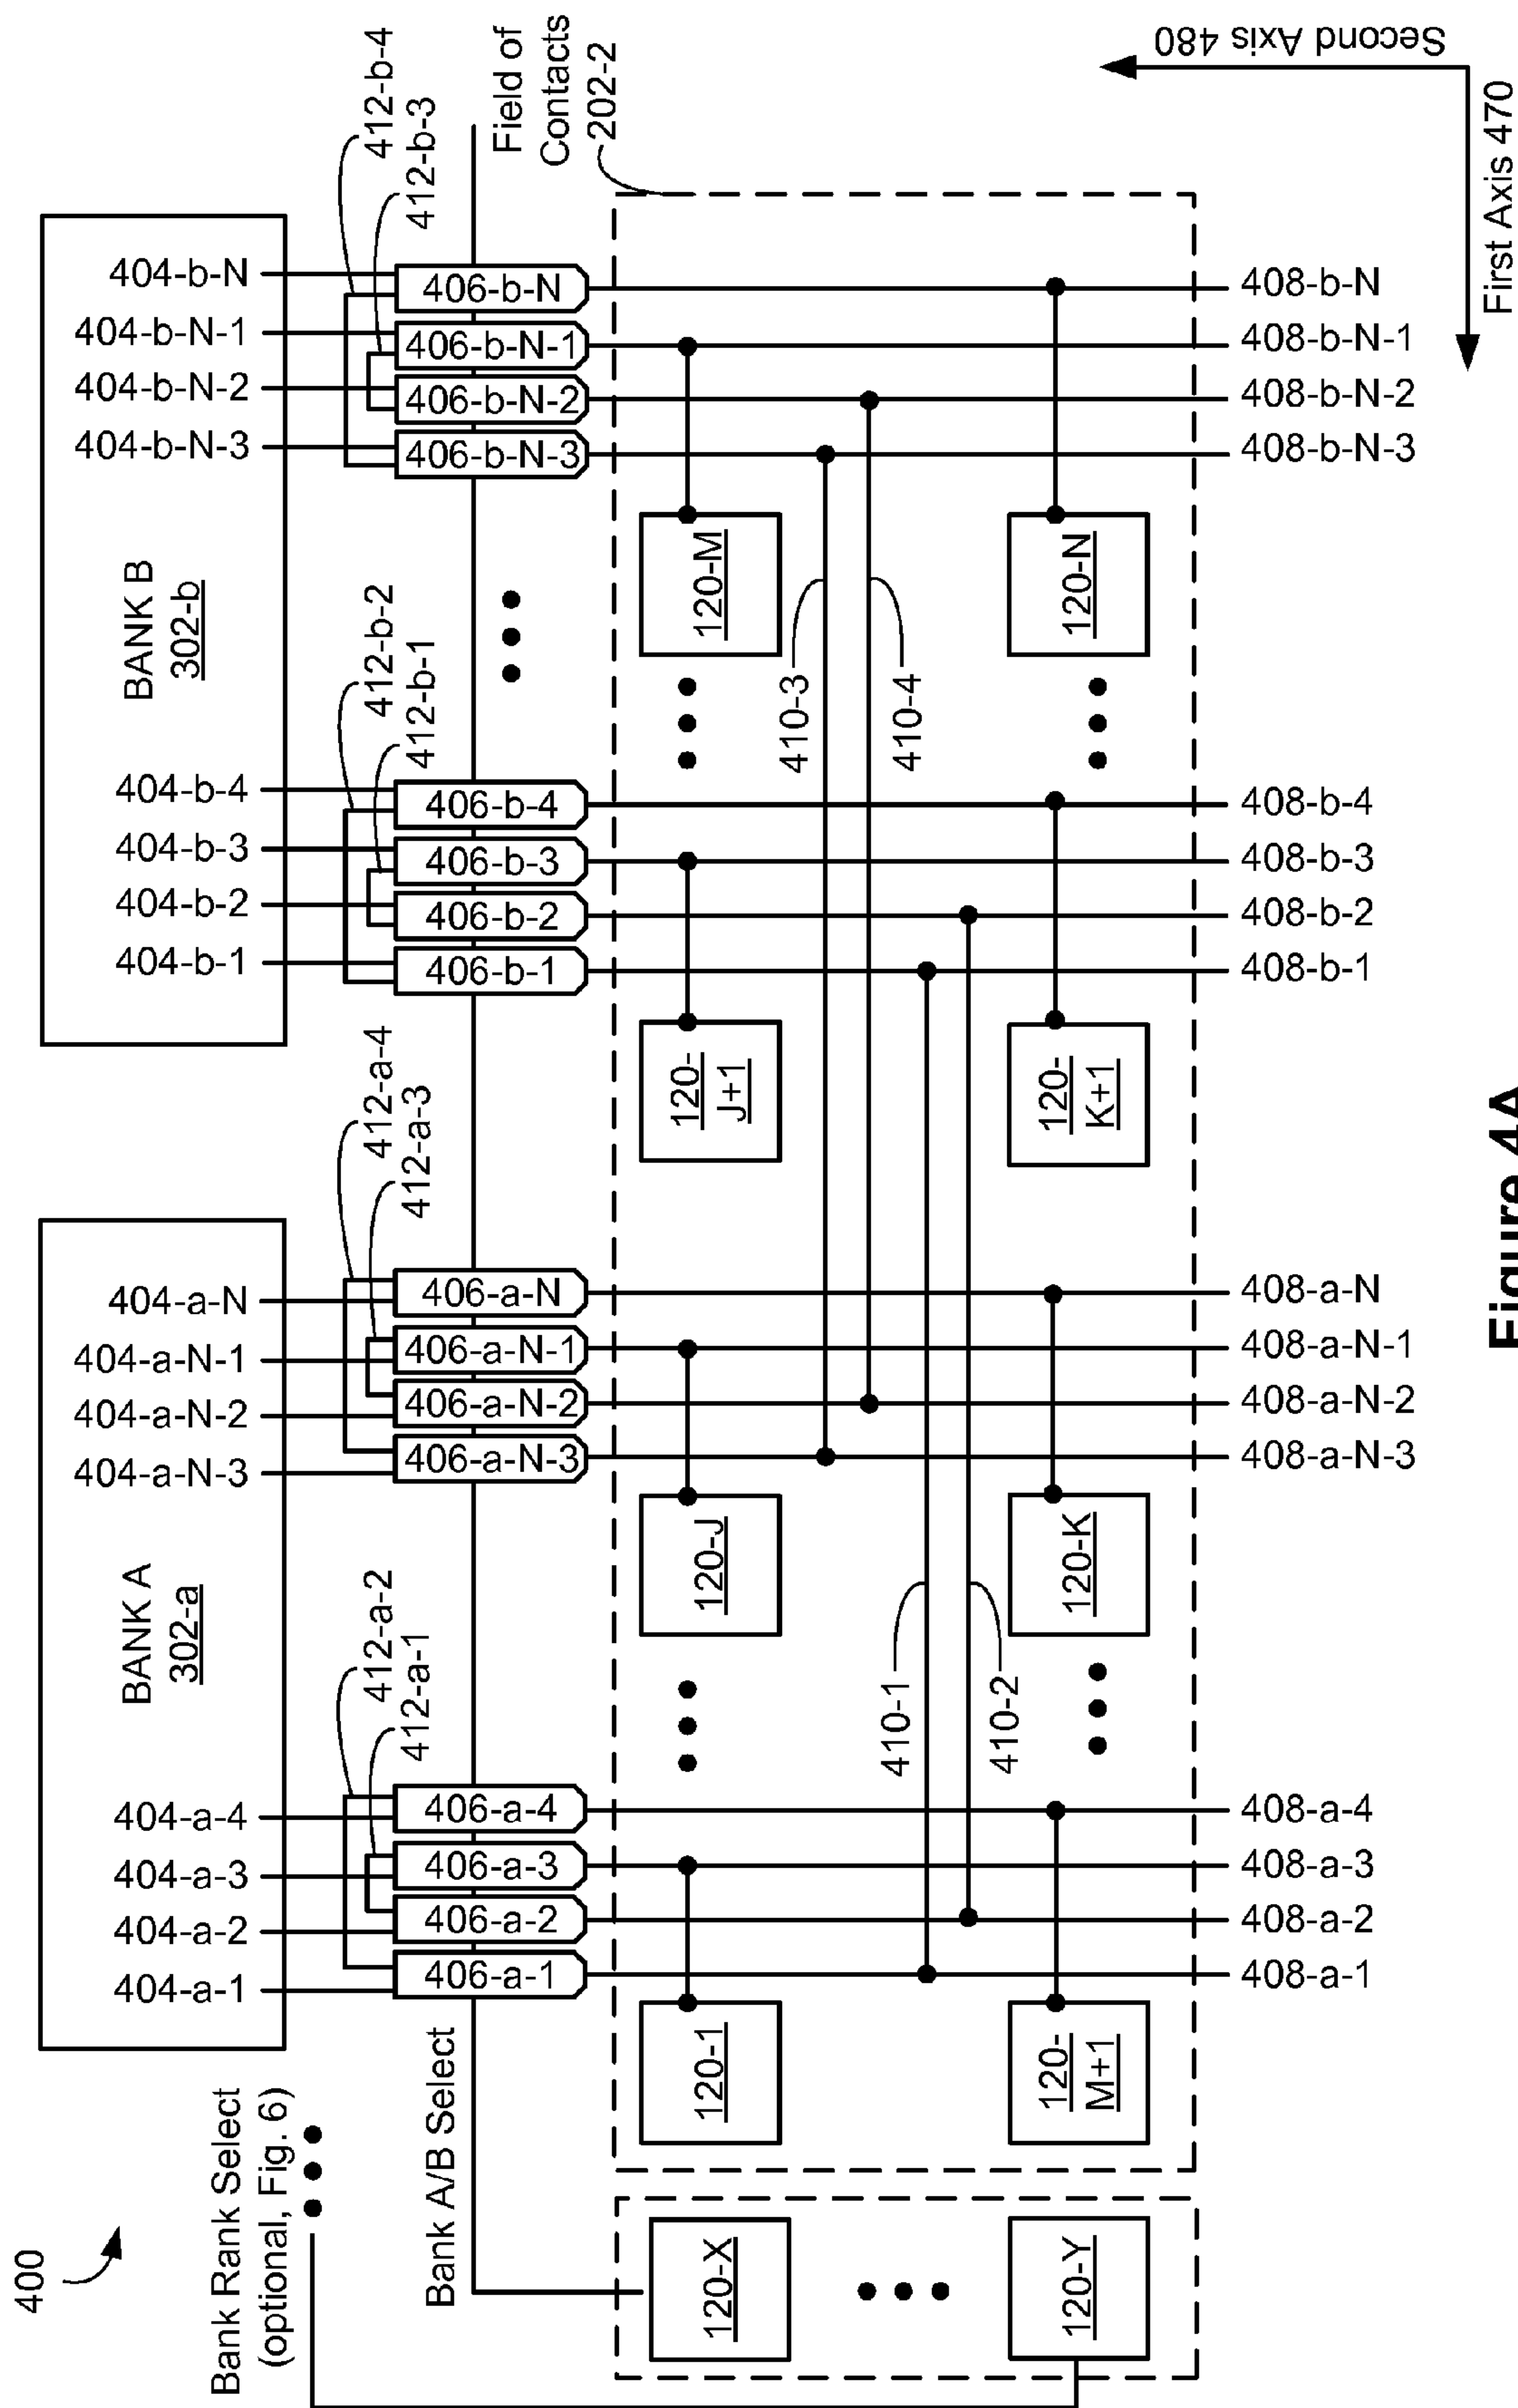 400
Bank Rank Select
(optional, Fig. 6)
BANK A
302-a
BANK B
302-b
404-a-1
404-a-2
404-a-3
404-a-4
404-a-N-3
404-a-N-2
404-a-N-1
404-a-N
404-b-1
404-b-2
404-b-3
404-b-4
404-b-N-3
404-b-N-2
404-b-N-1
404-b-N
412-a-2
412-a-1
412-a-4
412-a-3
412-b-2
412-b-1
412-b-4
412-b-3
Bank A/B Select
406-a-1
406-a-2
406-a-3
406-a-4
406-a-N-3
406-a-N-2
406-a-N-1
406-a-N
406-b-1
406-b-2
406-b-3
406-b-4
406-b-N-3
406-b-N-2
406-b-N-1
406-b-N
Field of
Contacts
202-2
120-X
120-1
120-J
120-
J+1
120-M
410-3
410-4
410-1
410-2
120-Y
120-
M+1
120-K
120-
K+1
120-N
408-a-1
408-a-2
408-a-3
408-a-4
408-a-N-3
408-a-N-2
408-a-N-1
408-a-N
408-b-1
408-b-2
408-b-3
408-b-4
408-b-N-3
408-b-N-2
408-b-N-1
408-b-N
Second Axis 480
First Axis 470
Figure 4A